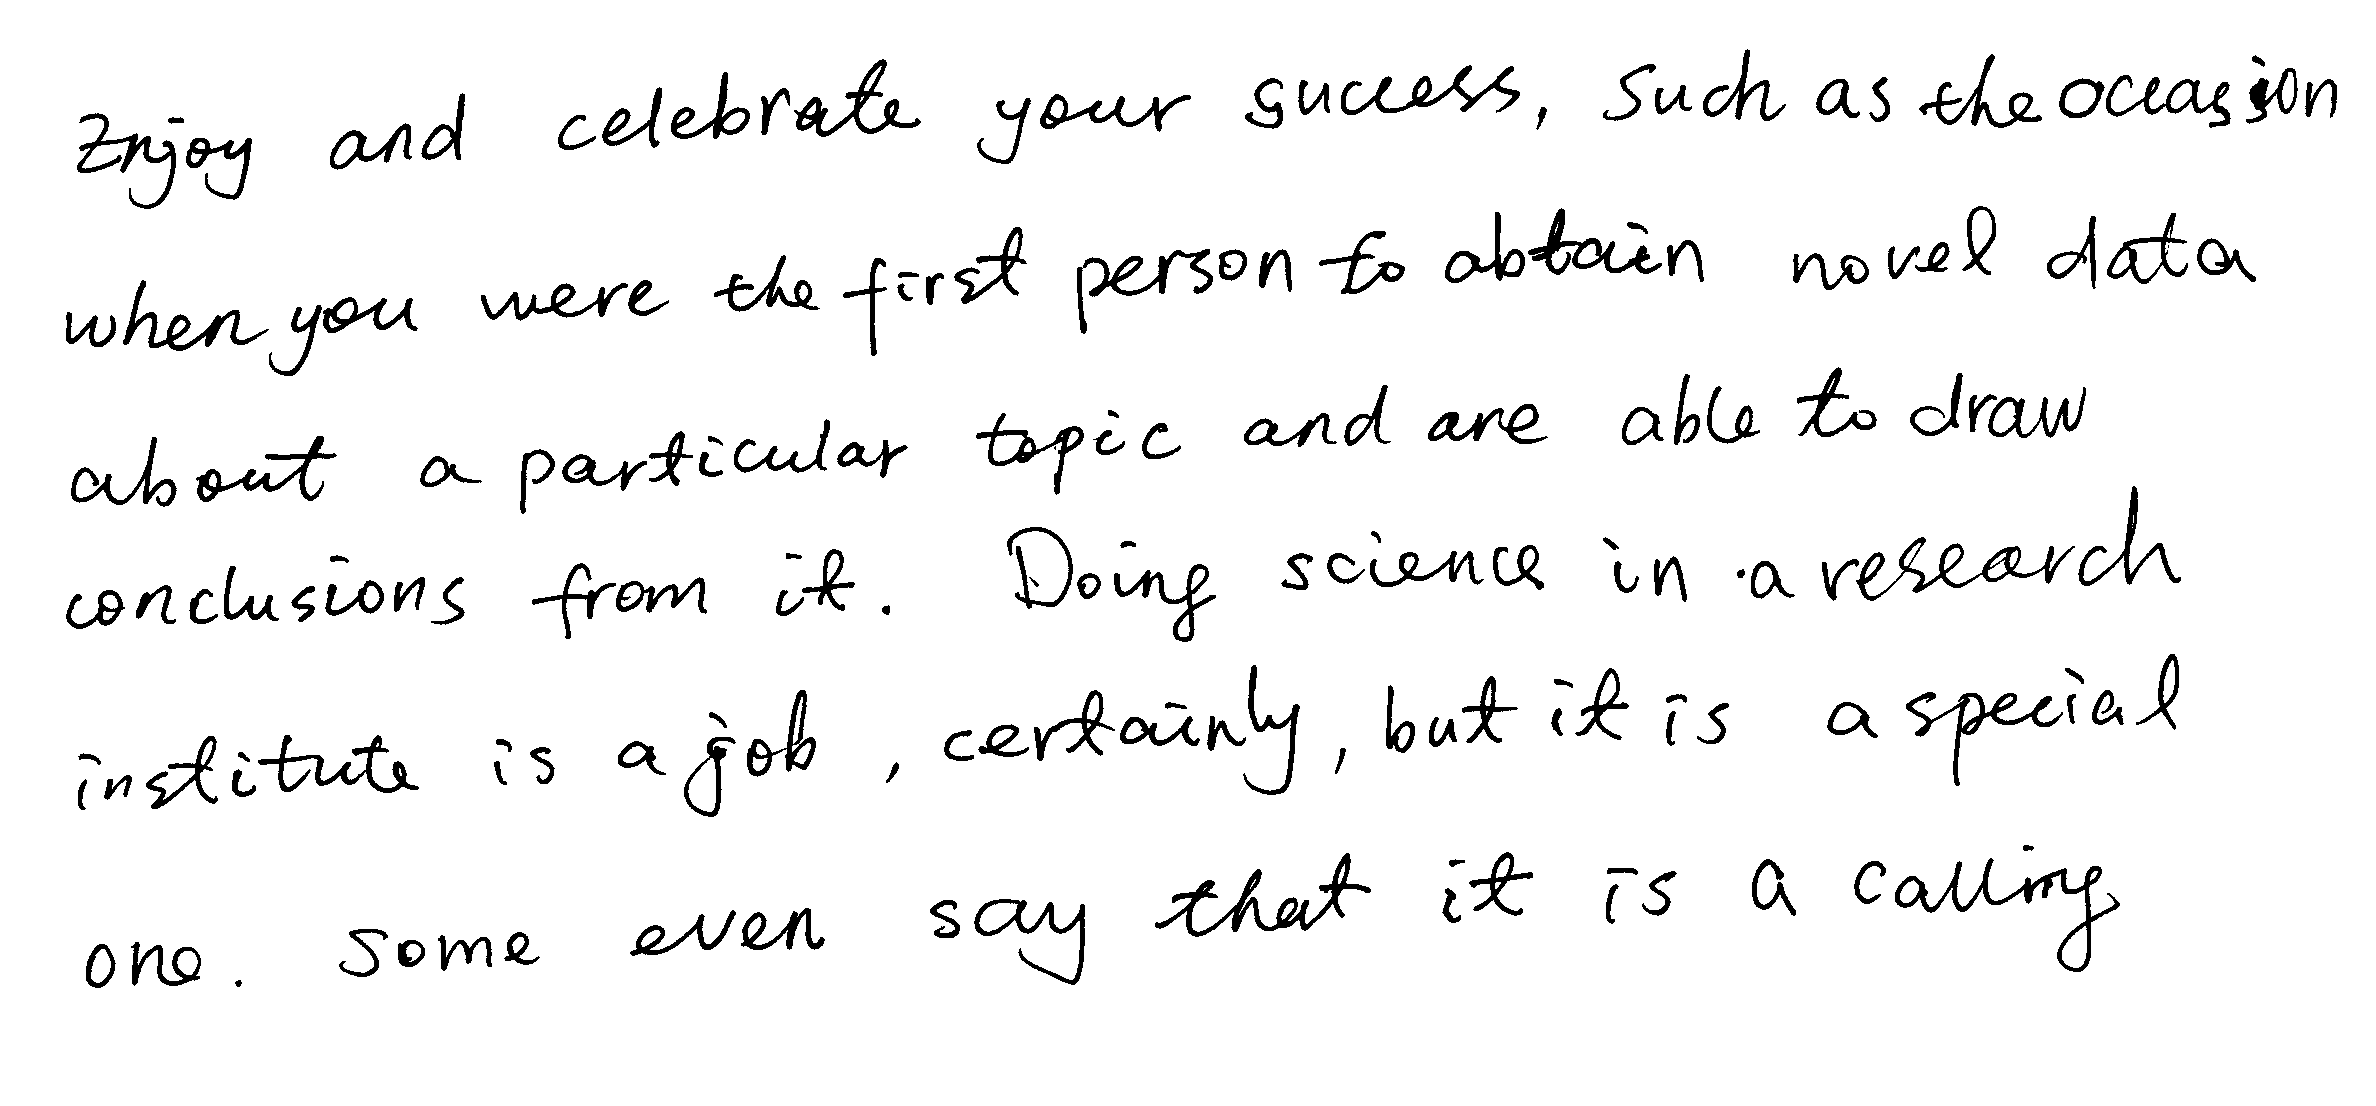 Enjoy and celebrate your success, such as the occasion
when you were the first person to obtain novel data
about a particular topic and are able to draw
conclusions from it. Doing science in a research
institute is a job, certainly, but it is a special
one. Some even say that it is a calling